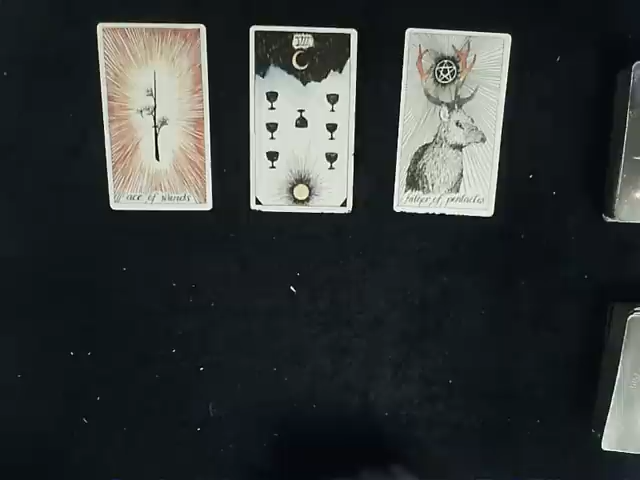 ace of wands
father of pentacles